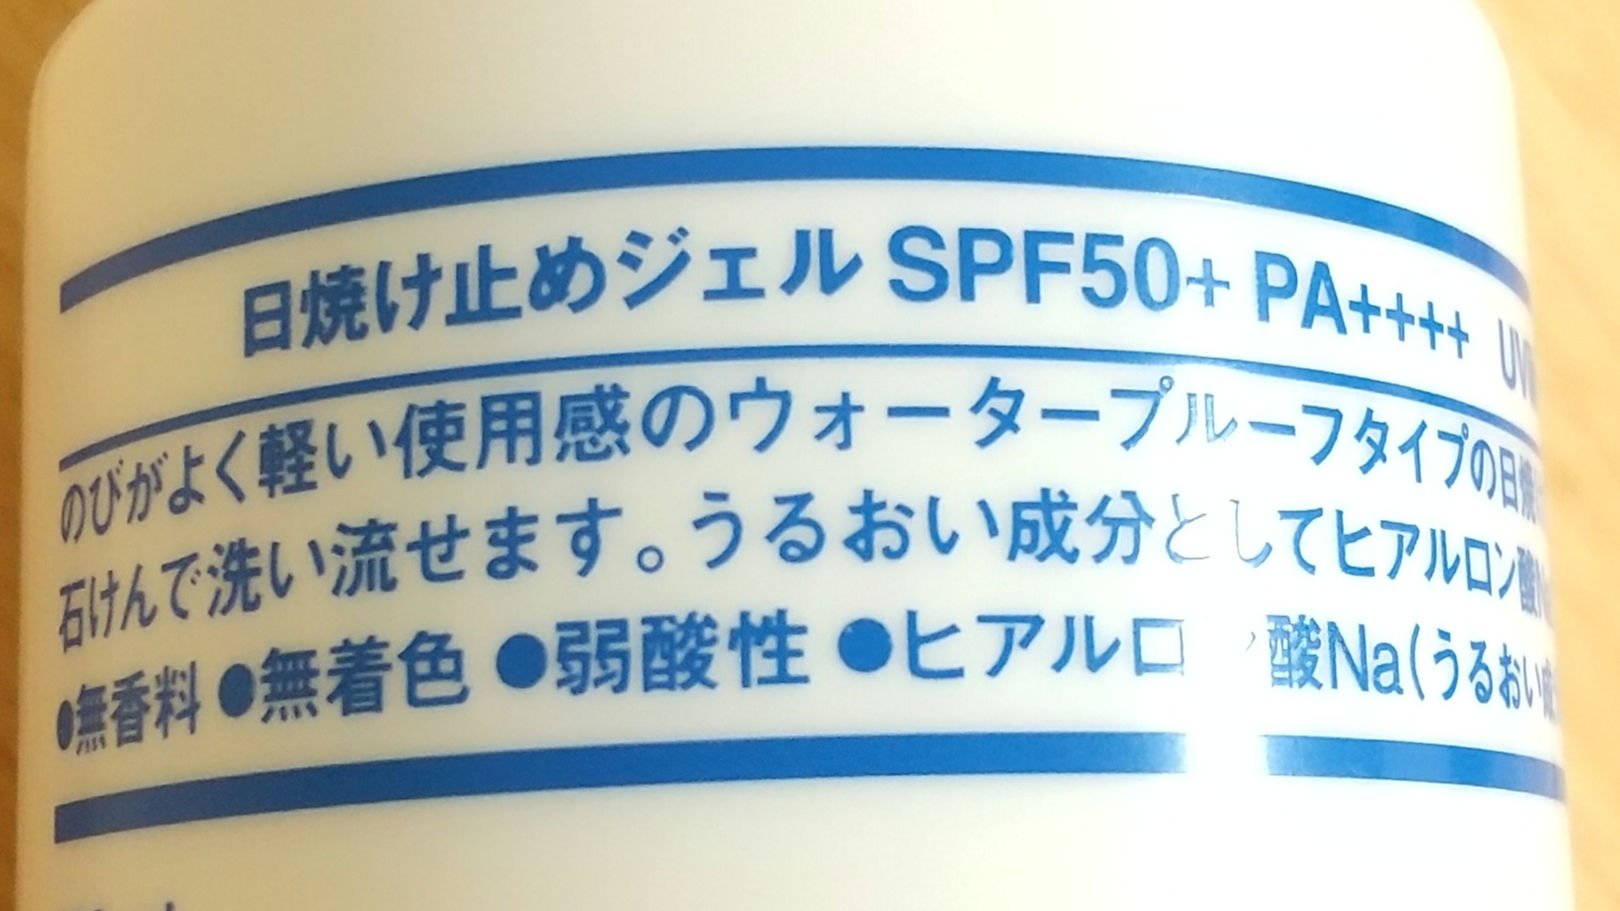 日焼け止めジェル SPF50+ PA++++ UV
のびがよく軽い使用感のウォータープルーフタイプの日焼
石けんで洗い流せます。うるおい成分としてヒアルロン酸N
●無香料 ●無着色 ●弱酸性 ●ヒアルロン酸Na(うるおい成